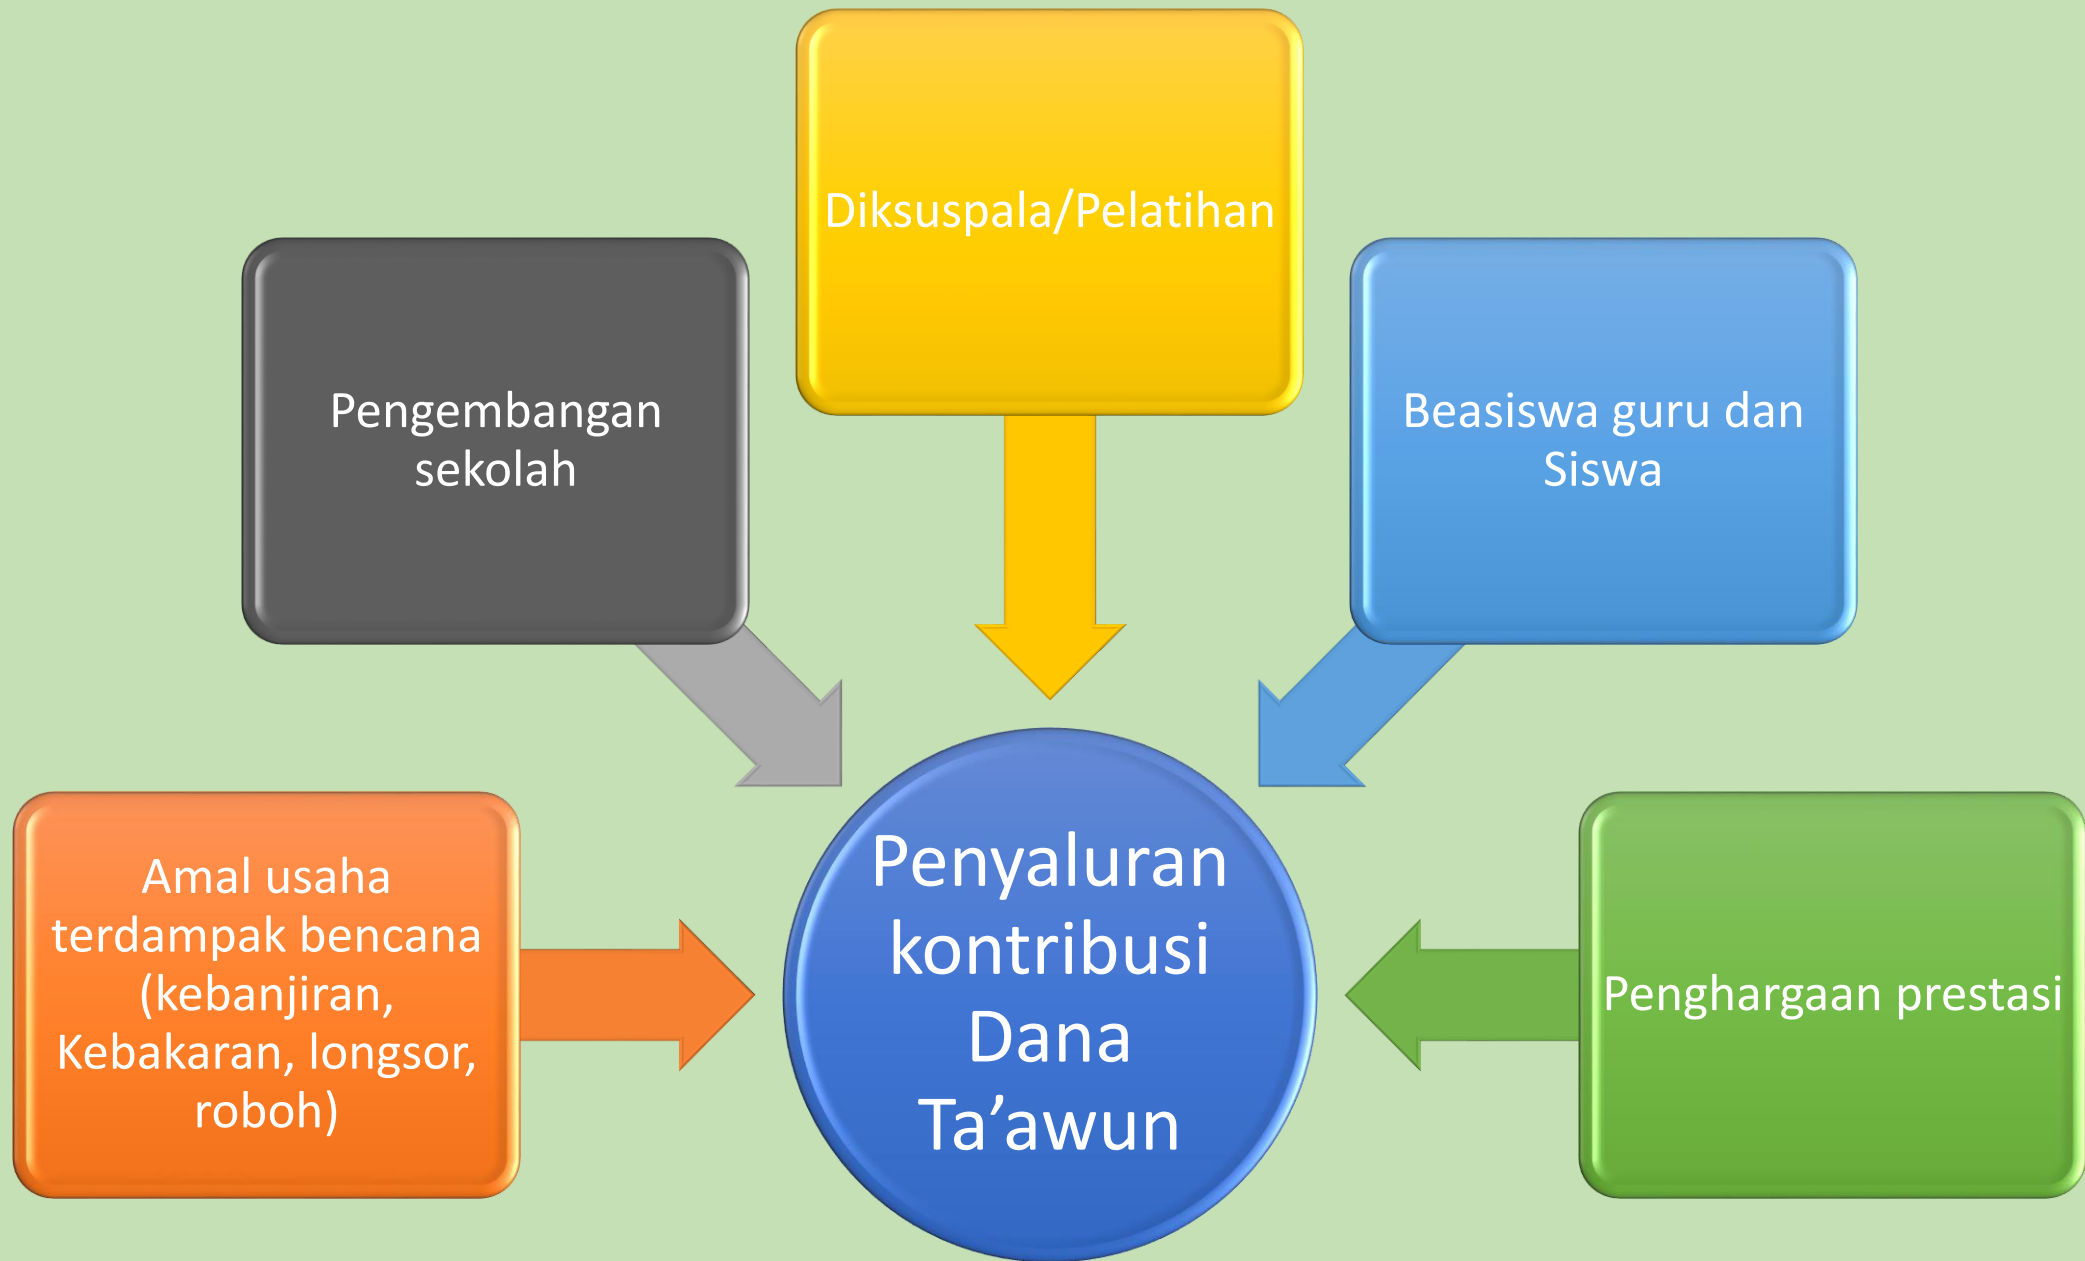 Diksuspala/Pelatihan
Pengembangan
sekolah
Beasiswa guru dan
Siswa
Amal usaha
terdampak bencana
(kebanjiran,
Kebakaran, longsor,
roboh)
Penyaluran
kontribusi
Dana
Ta’awun
Penghargaan prestasi